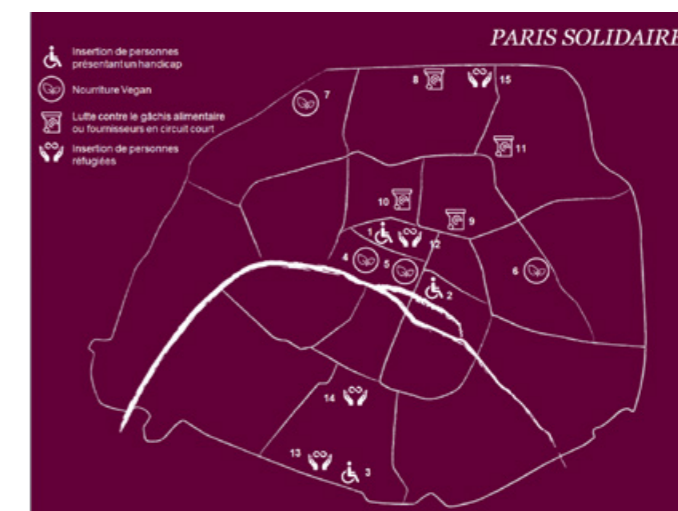 PARIS SOLIDAIRE
Insertion de personnes
présentant un handicap
Nourriture Vegan
Lutte contre le gâchis alimentaire
ou fournisseurs en circuit court
Insertion de personnes
réfugiées
7
8
15
11
10
9
1
12
4
5
6
2
14
13
3